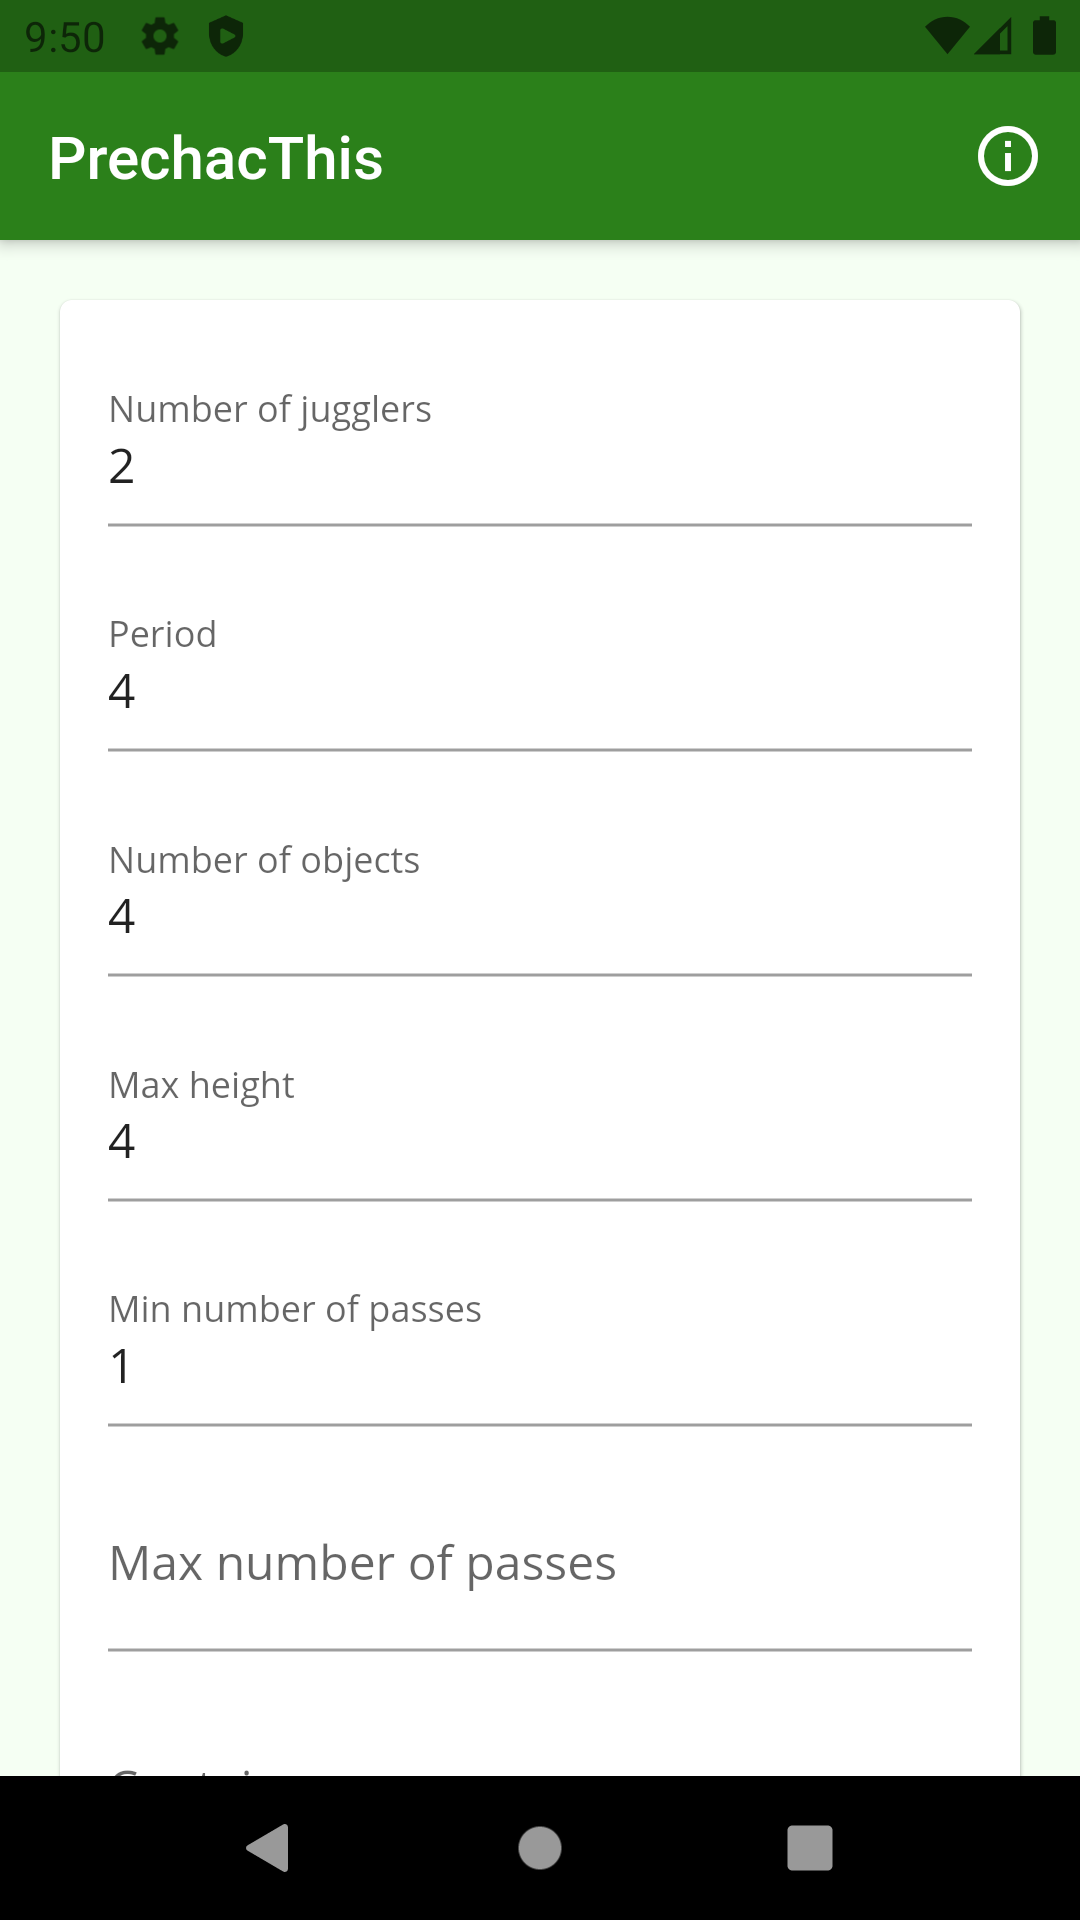 9:50
PrechacThis
Number of jugglers
2
Period
4
Number of objects
4
Max height
4
Min number of passes
1
Max number of passes